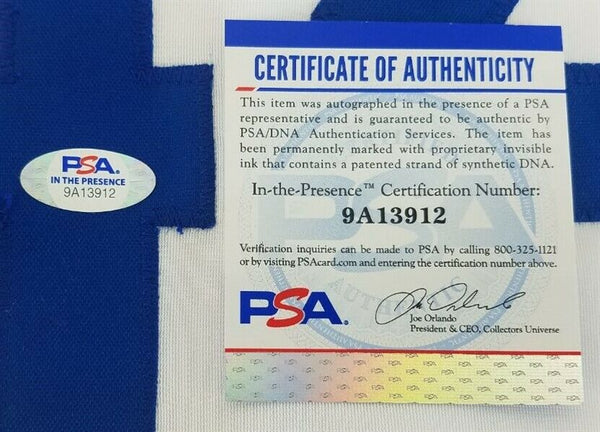 PSA
IN THE PRESENCE
9A13912
CERTIFICATE OF AUTHENTICITY
This item was autographed in the presence of a PSA
representative and is guaranteed to be authentic by
PSA/DNA Authentication Services. The item has
been permanently marked with proprietary invisible
ink that contains a patented strand of synthetic DNA.
In-the-Presence™ Certification Number:
9A13912
Verification inquiries can be made to PSA by calling 800-325-1121
or by visiting PSAcard.com and entering the certification number above.
PSA.
Joe Orlando
President & CEO, Collectors Universe